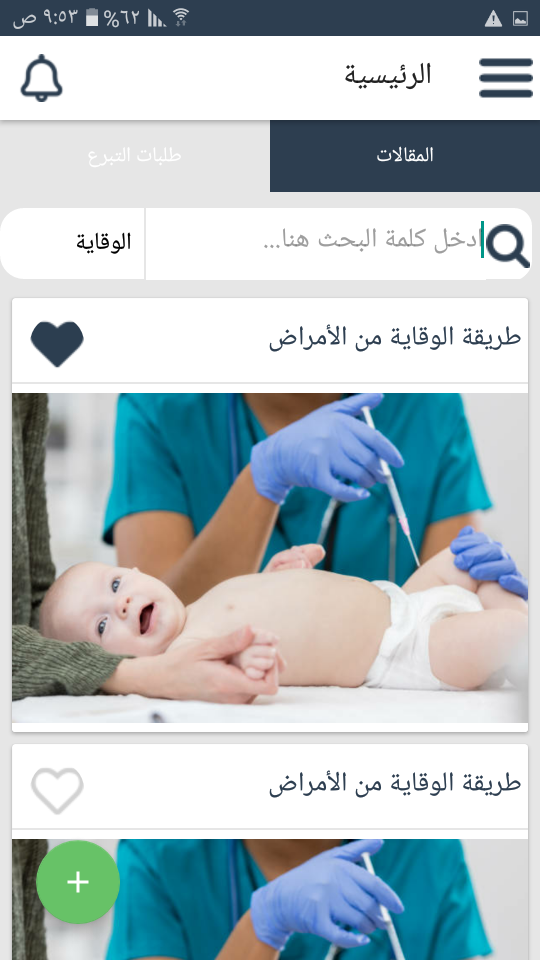 ٩:٥٣ ص %٦٢
الرئيسية
المقالات
طلبات التبرع
ادخل كلمة البحث هنا...
الوقاية
طريقة الوقاية من الأمراض
طريقة الوقاية من الأمراض